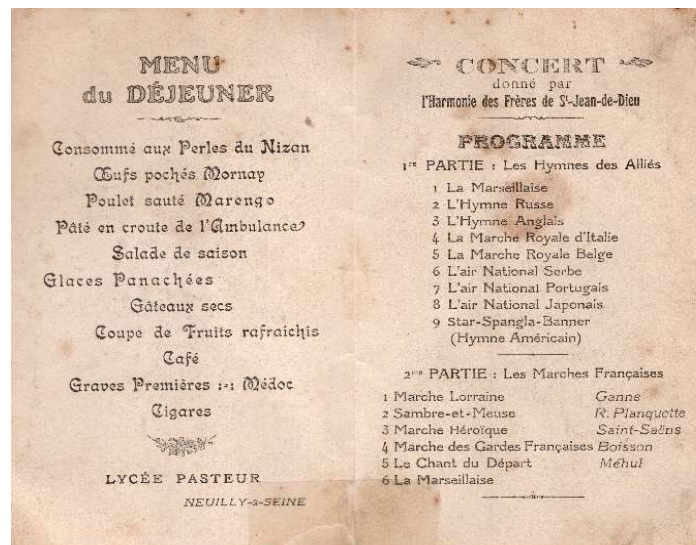 MENU
du DÉJEUNER
Consommé aux Perles du Nizan
Œufs pochés Mornay
Poulet sauté Marengo
Pâté en croute de l'Ambulance
Salade de saison
Glaces Panachées
Gâteaux secs
Coupe de Fruits rafraichis
Café
Graves Premières :-: Médoc
Cigares
LYCÉE PASTEUR
NEUILLY-s-SEINE
CONCERT
donné par
l'Harmonie des Frères de St-Jean-de-Dieu
PROGRAMME
1re PARTIE : Les Hymnes des Alliés
1 La Marseillaise
2 L'Hymne Russe
3 L'Hymne Anglais
4 La Marche Royale d'Italie
5 La Marche Royale Belge
6 L'air National Serbe
7 L'air National Portugais
8 L'air National Japonais
9 Star-Spangla-Banner
(Hymne Américain)
2me PARTIE : Les Marches Françaises
1 Marche Lorraine Ganne
2 Sambre-et-Meuse R. Planquette
3 Marche Héroïque Saint-Saëns
4 Marche des Gardes Françaises Boisson
5 Le Chant du Départ Méhul
6 La Marseillaise